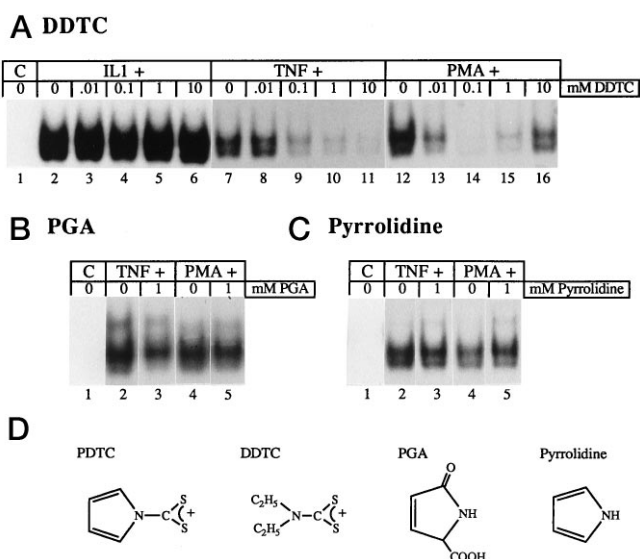 A DDTC
C IL1 + TNF + PMA +
0 0 .01 0.1 1 10 0 .01 0.1 1 10 0 .01 0.1 1 10 mM DDTC
1 2 3 4 5 6 7 8 9 10 11 12 13 14 15 16
B PGA
C TNF + PMA +
0 0 1 0 1 mM PGA
1 2 3 4 5
C Pyrrolidine
C TNF + PMA +
0 0 1 0 1 mM Pyrrolidine
1 2 3 4 5
D
PDTC DDTC PGA Pyrrolidine
N C S S +
C₂H₅ C₂H₅ N C S S +
O NH COOH
NH